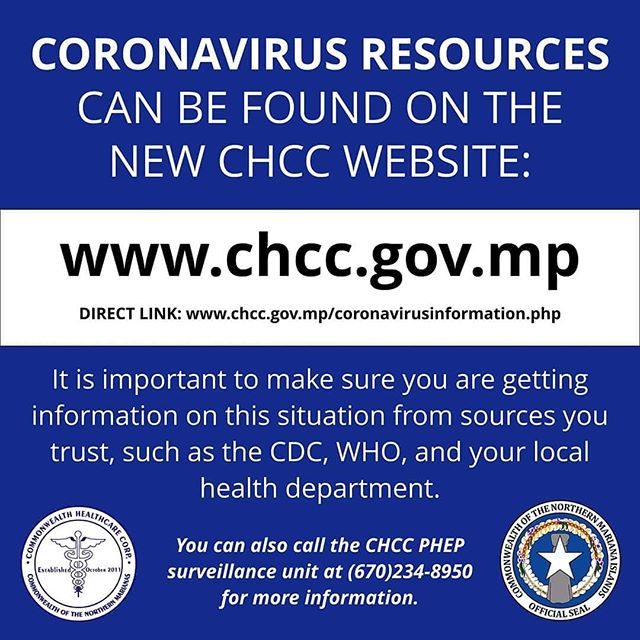 CORONAVIRUS RESOURCES
CAN BE FOUND ON THE
NEW CHCC WEBSITE:
www.chcc.gov.mp
DIRECT LINK: www.chcc.gov.mp/coronavirusinformation.php
It is important to make sure you are getting
information on this situation from sources you
trust, such as the CDC, WHO, and your local
health department.
COMMONWEALTH HEALTHCARE CORP.
Established October 2011
COMMONWEALTH OF THE NORTHERN MARIANAS
You can also call the CHCC PHEP
surveillance unit at (670)234-8950
for more information.
COMMONWEALTH OF THE NORTHERN MARIANA ISLANDS
OFFICIAL SEAL